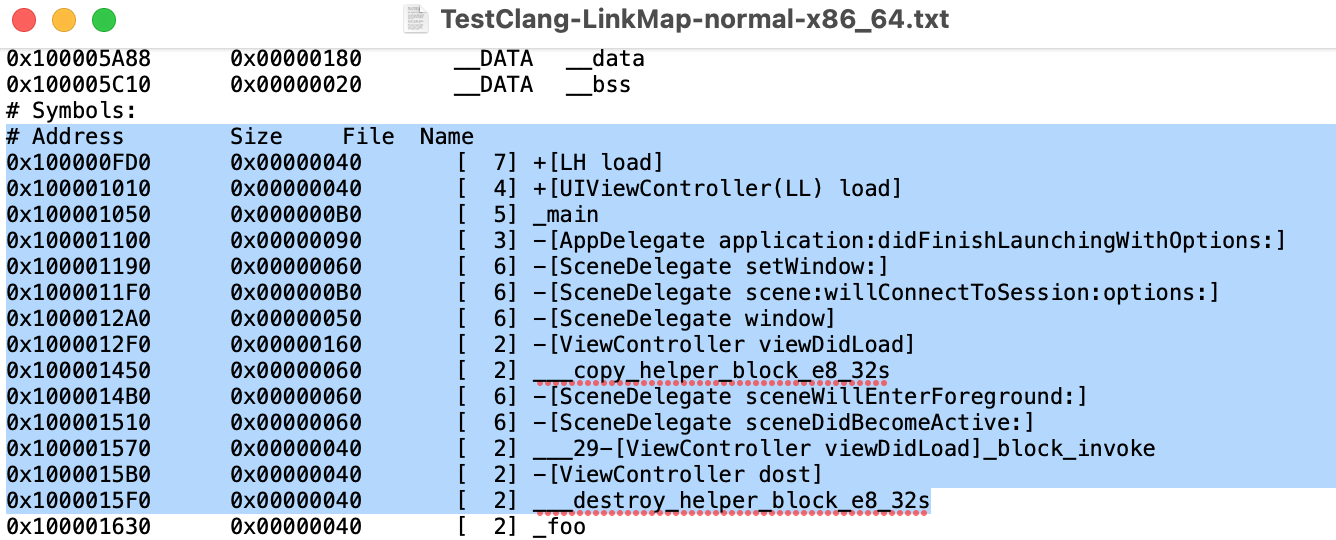 TestClang-LinkMap-normal-x86_64.txt
0x100005A88 0x00000180 __DATA __data
0x100005C10 0x00000020 __DATA __bss
# Symbols:
# Address Size File Name
0x100000FD0 0x00000040 [ 7] +[LH load]
0x100001010 0x00000040 [ 4] +[UIViewController(LL) load]
0x100001050 0x000000B0 [ 5] _main
0x100001100 0x00000090 [ 3] -[AppDelegate application:didFinishLaunchingWithOptions:]
0x100001190 0x00000060 [ 6] -[SceneDelegate setWindow:]
0x1000011F0 0x000000B0 [ 6] -[SceneDelegate scene:willConnectToSession:options:]
0x1000012A0 0x00000050 [ 6] -[SceneDelegate window]
0x1000012F0 0x00000160 [ 2] -[ViewController viewDidLoad]
0x100001450 0x00000060 [ 2] ___copy_helper_block_e8_32s
0x1000014B0 0x00000060 [ 6] -[SceneDelegate sceneWillEnterForeground:]
0x100001510 0x00000060 [ 6] -[SceneDelegate sceneDidBecomeActive:]
0x100001570 0x00000040 [ 2] ___29-[ViewController viewDidLoad]_block_invoke
0x1000015B0 0x00000040 [ 2] -[ViewController dost]
0x1000015F0 0x00000040 [ 2] ___destroy_helper_block_e8_32s
0x100001630 0x00000040 [ 2] _foo